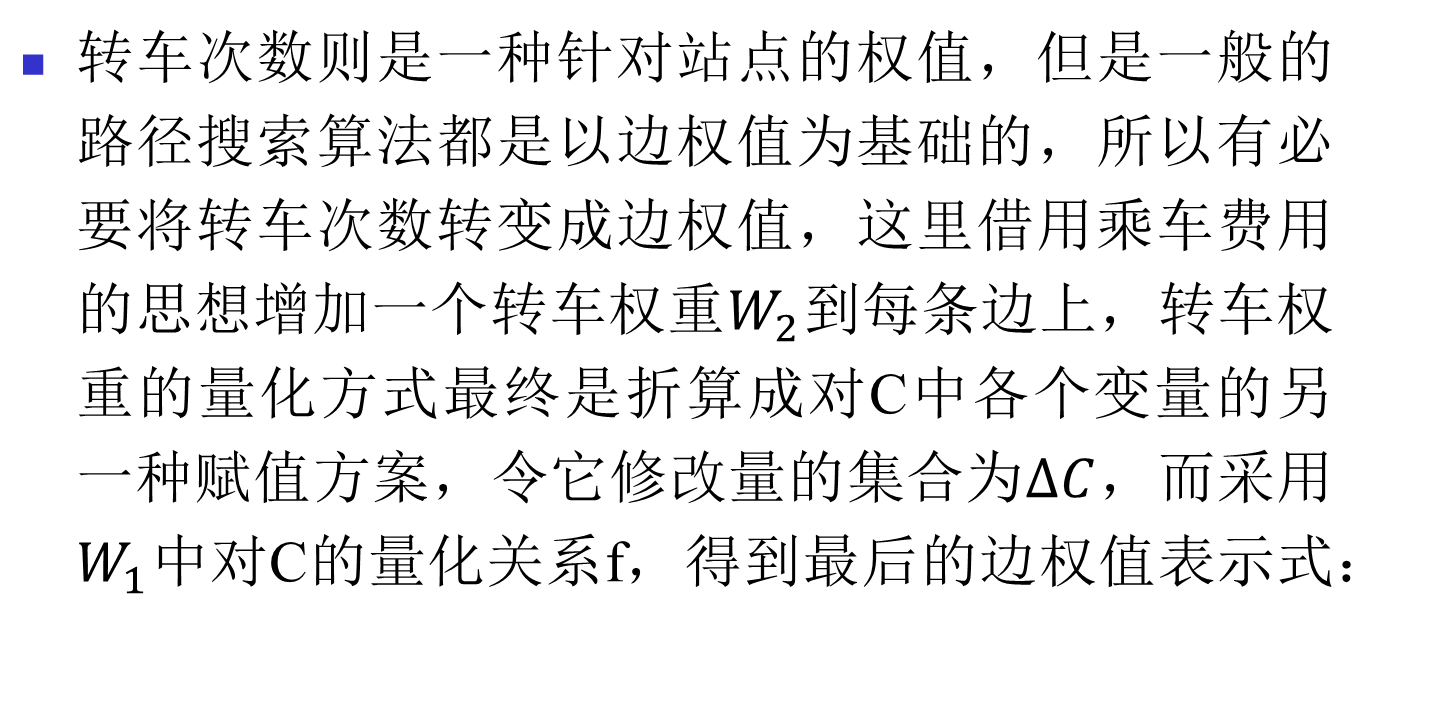 转车次数则是一种针对站点的权值，但是一般的
路径搜索算法都是以边权值为基础的，所以有必
要将转车次数转变成边权值，这里借用乘车费用
的思想增加一个转车权重W₂到每条边上，转车权
重的量化方式最终是折算成对C中各个变量的另
一种赋值方案，令它修改量的集合为ΔC，而采用
W₁中对C的量化关系f，得到最后的边权值表示式：